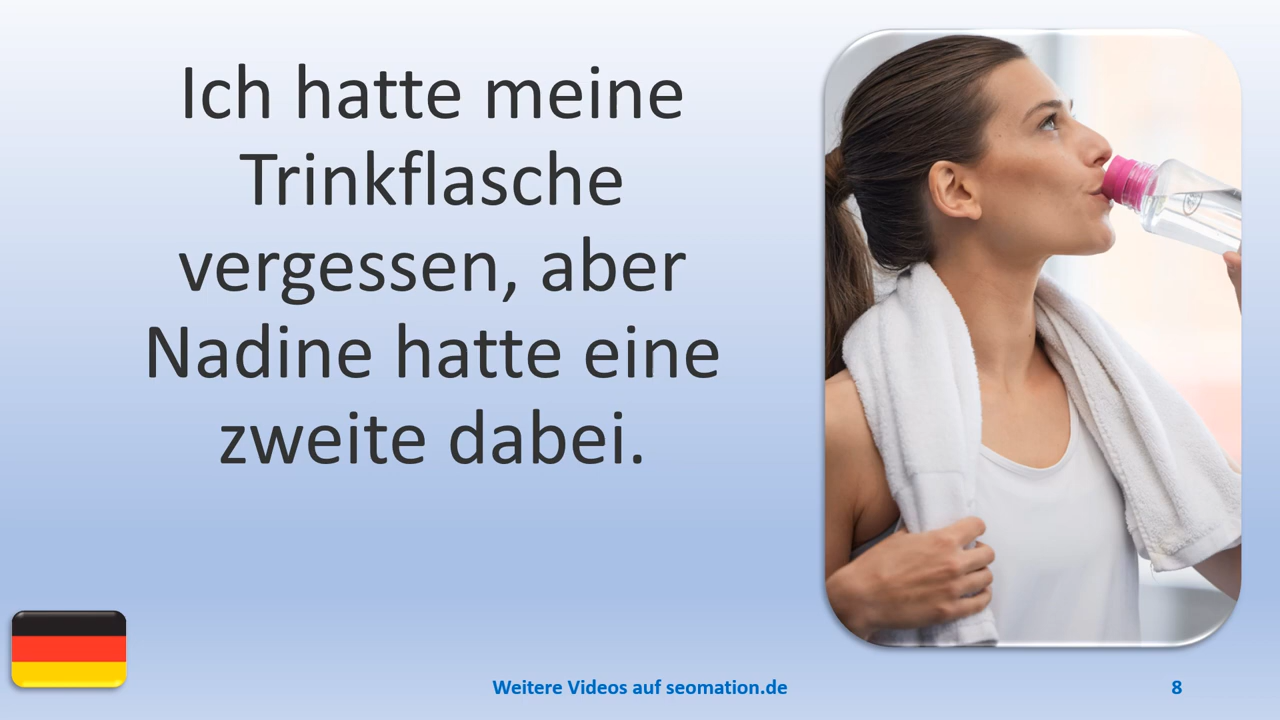 Ich hatte meine
Trinkflasche
vergessen, aber
Nadine hatte eine
zweite dabei.
Weitere Videos auf seomation.de
8